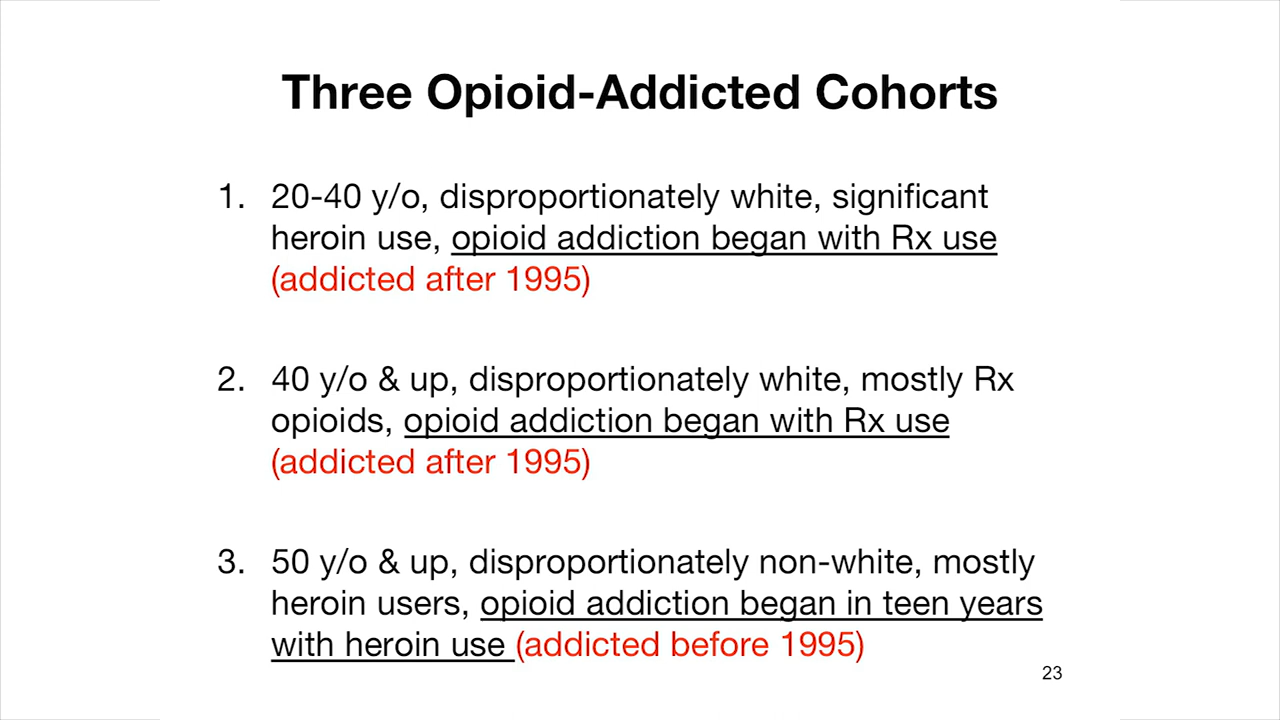 Three Opioid-Addicted Cohorts
1. 20-40 y/o, disproportionately white, significant
heroin use, opioid addiction began with Rx use
(addicted after 1995)
2. 40 y/o & up, disproportionately white, mostly Rx
opioids, opioid addiction began with Rx use
(addicted after 1995)
3. 50 y/o & up, disproportionately non-white, mostly
heroin users, opioid addiction began in teen years
with heroin use (addicted before 1995)
23